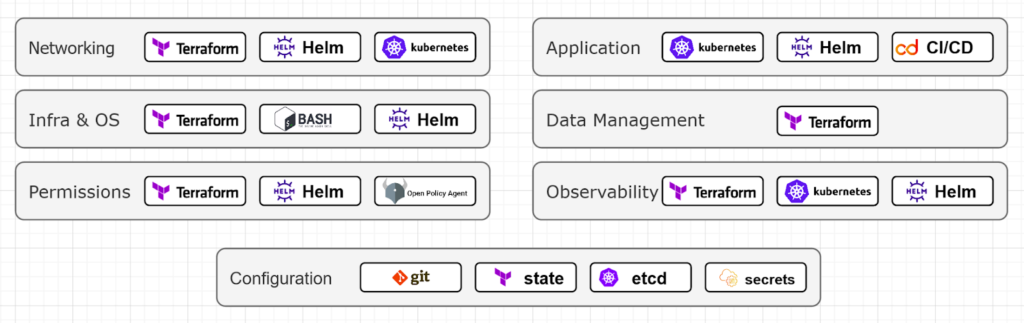 Networking Terraform HELM Helm kubernetes
Infra & OS Terraform BASH HELM Helm
Permissions Terraform HELM Helm Open Policy Agent
Application kubernetes HELM Helm cd CI/CD
Data Management Terraform
Observability Terraform kubernetes HELM Helm
Configuration git state etcd secrets